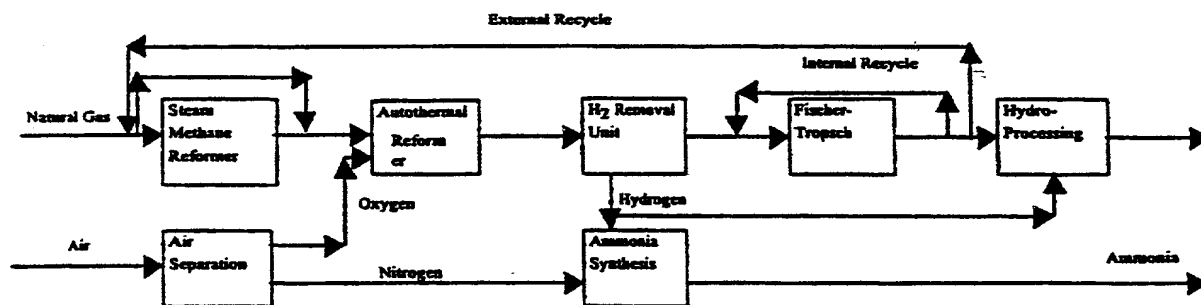 External Recycle
Internal Recycle
Natural Gas
Steam
Methane
Reformer
Autothermal
Reform
er
H2 Removal
Unit
Fischer-
Tropsch
Hydro-
Processing
Oxygen
Hydrogen
Air
Air
Separation
Nitrogen
Ammonia
Synthesis
Ammonia